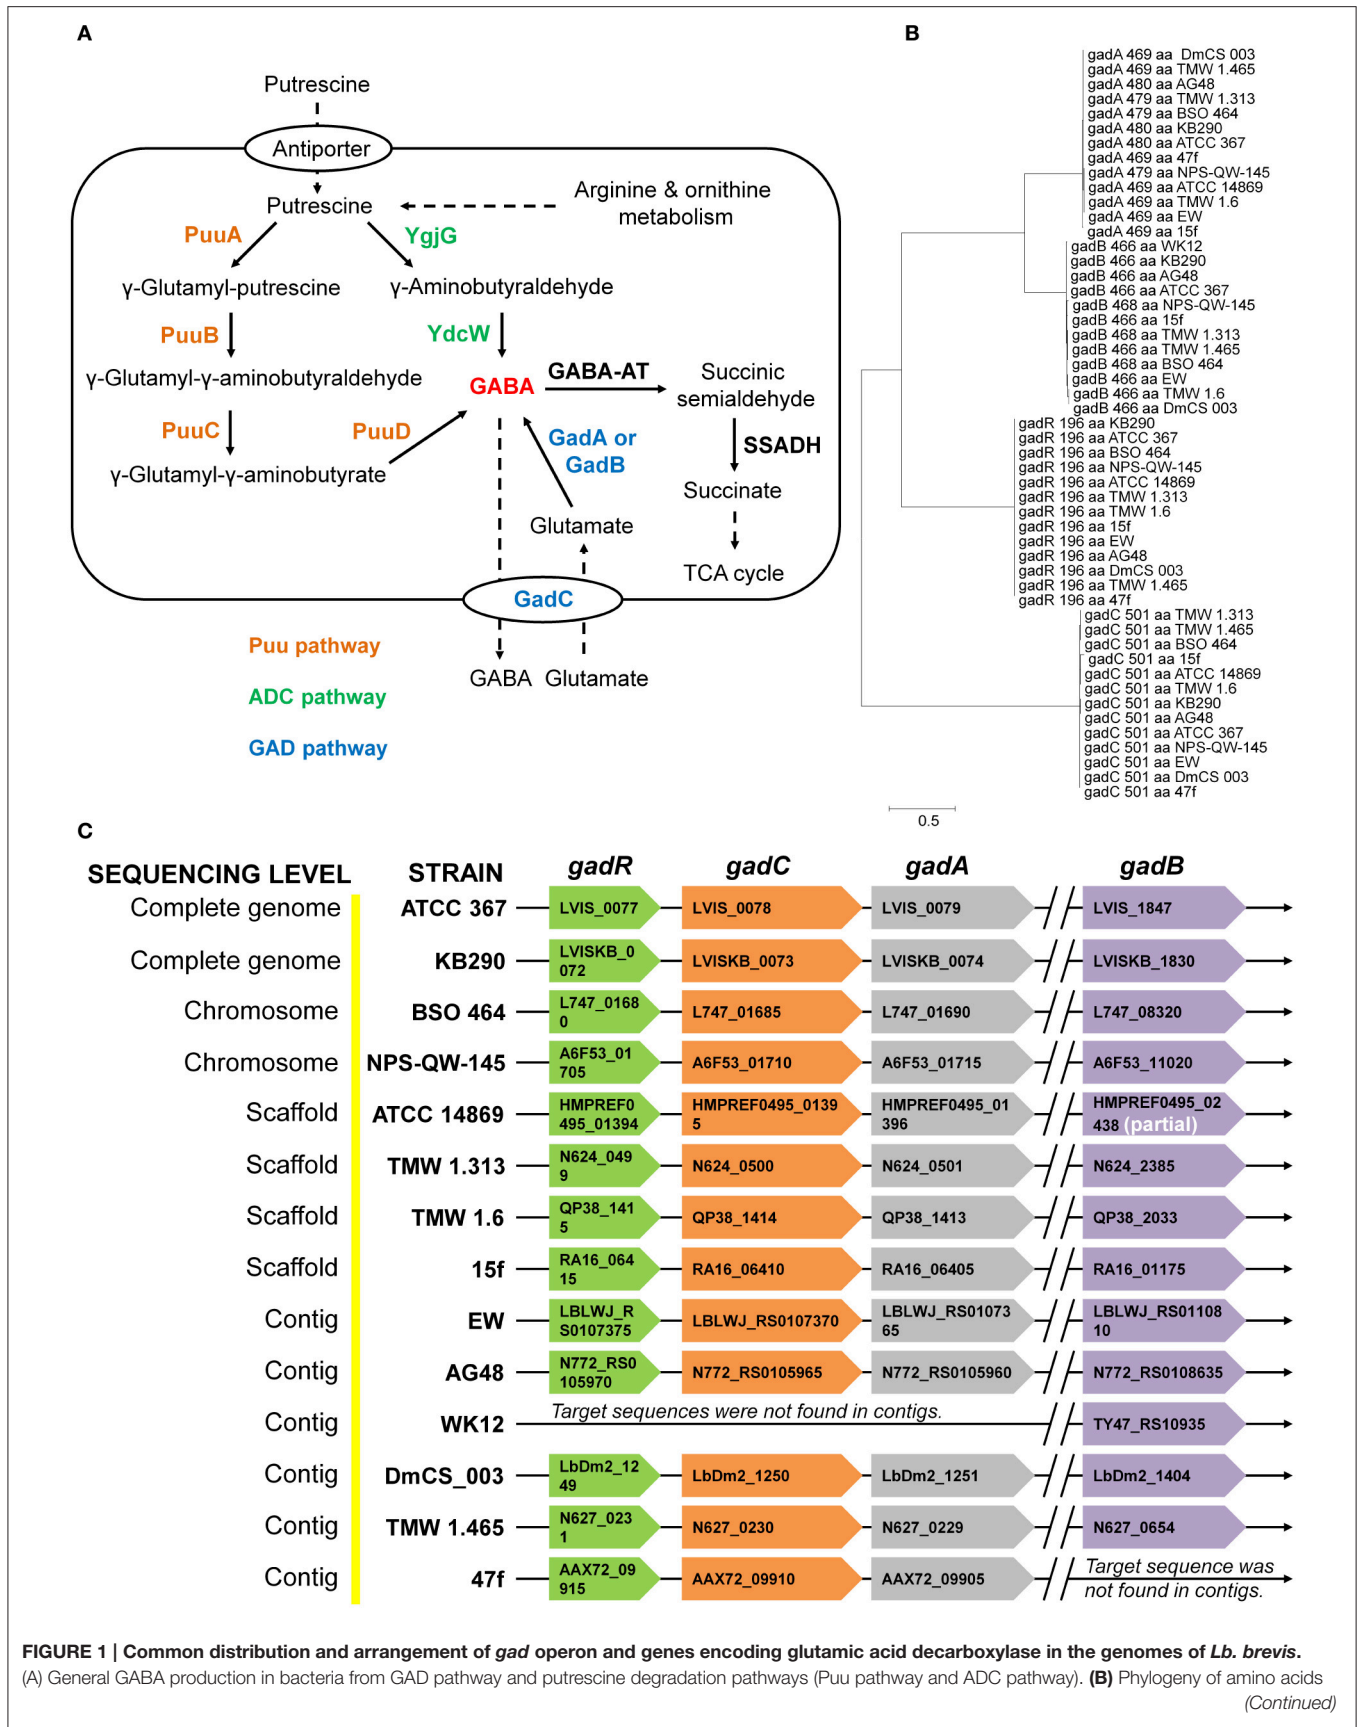 A
Putrescine
Antiporter
Putrescine
Arginine & ornithine
metabolism
PuuA
YgjG
γ-Glutamyl-putrescine
γ-Aminobutyraldehyde
PuuB
YdcW
γ-Glutamyl-γ-aminobutyraldehyde
GABA
GABA-AT
Succinic
semialdehyde
PuuC
PuuD
GadA or
GadB
SSADH
γ-Glutamyl-γ-aminobutyrate
Succinate
Glutamate
TCA cycle
GadC
Puu pathway
GABA
Glutamate
ADC pathway
GAD pathway
B
gadA 469 aa DmCS 003
gadA 469 aa TMW 1.465
gadA 480 aa AG48
gadA 479 aa TMW 1.313
gadA 479 aa BSO 464
gadA 480 aa KB290
gadA 480 aa ATCC 367
gadA 469 aa 47f
gadA 479 aa NPS-QW-145
gadA 469 aa ATCC 14869
gadA 469 aa TMW 1.6
gadA 469 aa EW
gadA 469 aa 15f
gadB 466 aa WK12
gadB 466 aa KB290
gadB 466 aa AG48
gadB 466 aa ATCC 367
gadB 468 aa NPS-QW-145
gadB 466 aa 15f
gadB 468 aa TMW 1.313
gadB 466 aa TMW 1.465
gadB 468 aa BSO 464
gadB 466 aa EW
gadB 466 aa TMW 1.6
gadB 466 aa DmCS 003
gadR 196 aa KB290
gadR 196 aa ATCC 367
gadR 196 aa BSO 464
gadR 196 aa NPS-QW-145
gadR 196 aa ATCC 14869
gadR 196 aa TMW 1.313
gadR 196 aa TMW 1.6
gadR 196 aa 15f
gadR 196 aa EW
gadR 196 aa AG48
gadR 196 aa DmCS 003
gadR 196 aa TMW 1.465
gadR 196 aa 47f
gadC 501 aa TMW 1.313
gadC 501 aa TMW 1.465
gadC 501 aa BSO 464
gadC 501 aa 15f
gadC 501 aa ATCC 14869
gadC 501 aa TMW 1.6
gadC 501 aa KB290
gadC 501 aa AG48
gadC 501 aa ATCC 367
gadC 501 aa NPS-QW-145
gadC 501 aa EW
gadC 501 aa DmCS 003
gadC 501 aa 47f
0.5
C
SEQUENCING LEVEL STRAIN gadR gadC gadA gadB
Complete genome ATCC 367 LVIS_0077 LVIS_0078 LVIS_0079 LVIS_1847
Complete genome KB290 LVISKB_0 LVISKB_0073 LVISKB_0074 LVISKB_1830
072
Chromosome BSO 464 L747_0168 L747_01685 L747_01690 L747_08320
0
Chromosome NPS-QW-145 A6F53_01 A6F53_01710 A6F53_01715 A6F53_11020
705
Scaffold ATCC 14869 HMPREF0 HMPREF0495_0139 HMPREF0495_01 HMPREF0495_02
495_01394 5 396 438 (partial)
Scaffold TMW 1.313 N624_049 N624_0500 N624_0501 N624_2385
9
Scaffold TMW 1.6 QP38_141 QP38_1414 QP38_1413 QP38_2033
5
Scaffold 15f RA16_064 RA16_06410 RA16_06405 RA16_01175
15
Contig EW LBLWJ_R LBLWJ_RS0107370 LBLWJ_RS01073 LBLWJ_RS01108
S0107375 65 10
Contig AG48 N772_RS0 N772_RS0105965 N772_RS0105960 N772_RS0108635
105970
Contig WK12 Target sequences were not found in contigs. TY47_RS10935
Contig DmCS_003 LbDm2_12 LbDm2_1250 LbDm2_1251 LbDm2_1404
49
Contig TMW 1.465 N627_023 N627_0230 N627_0229 N627_0654
1
Contig 47f AAX72_09 AAX72_09910 AAX72_09905 Target sequence was
915 not found in contigs.
FIGURE 1 | Common distribution and arrangement of gad operon and genes encoding glutamic acid decarboxylase in the genomes of Lb. brevis.
(A) General GABA production in bacteria from GAD pathway and putrescine degradation pathways (Puu pathway and ADC pathway). (B) Phylogeny of amino acids
(Continued)